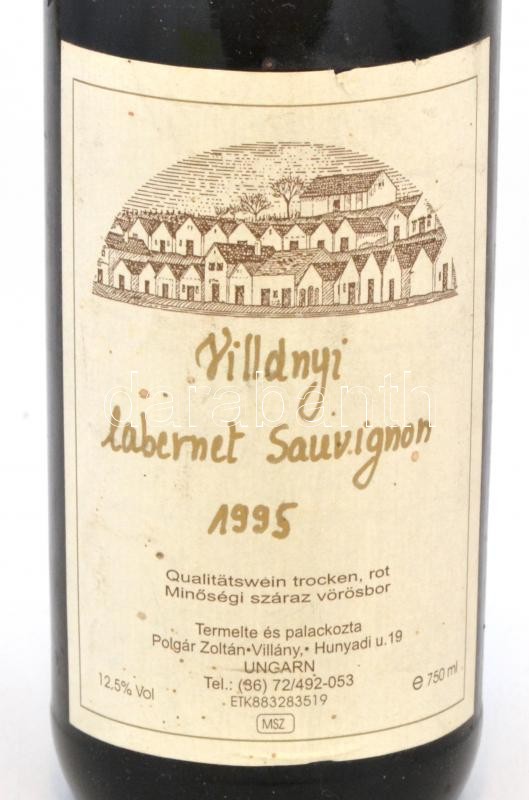 Villányi
Cabernet Sauvignon
1995
Qualitätswein trocken, rot
Minőségi száraz vörösbor
Termelte és palackozta
Polgár Zoltán•Villány,• Hunyadi u.19
UNGARN
12,5% Vol
Tel.: (36) 72/492-053
e 750 ml
ETK883283519
MSZ
darabanth